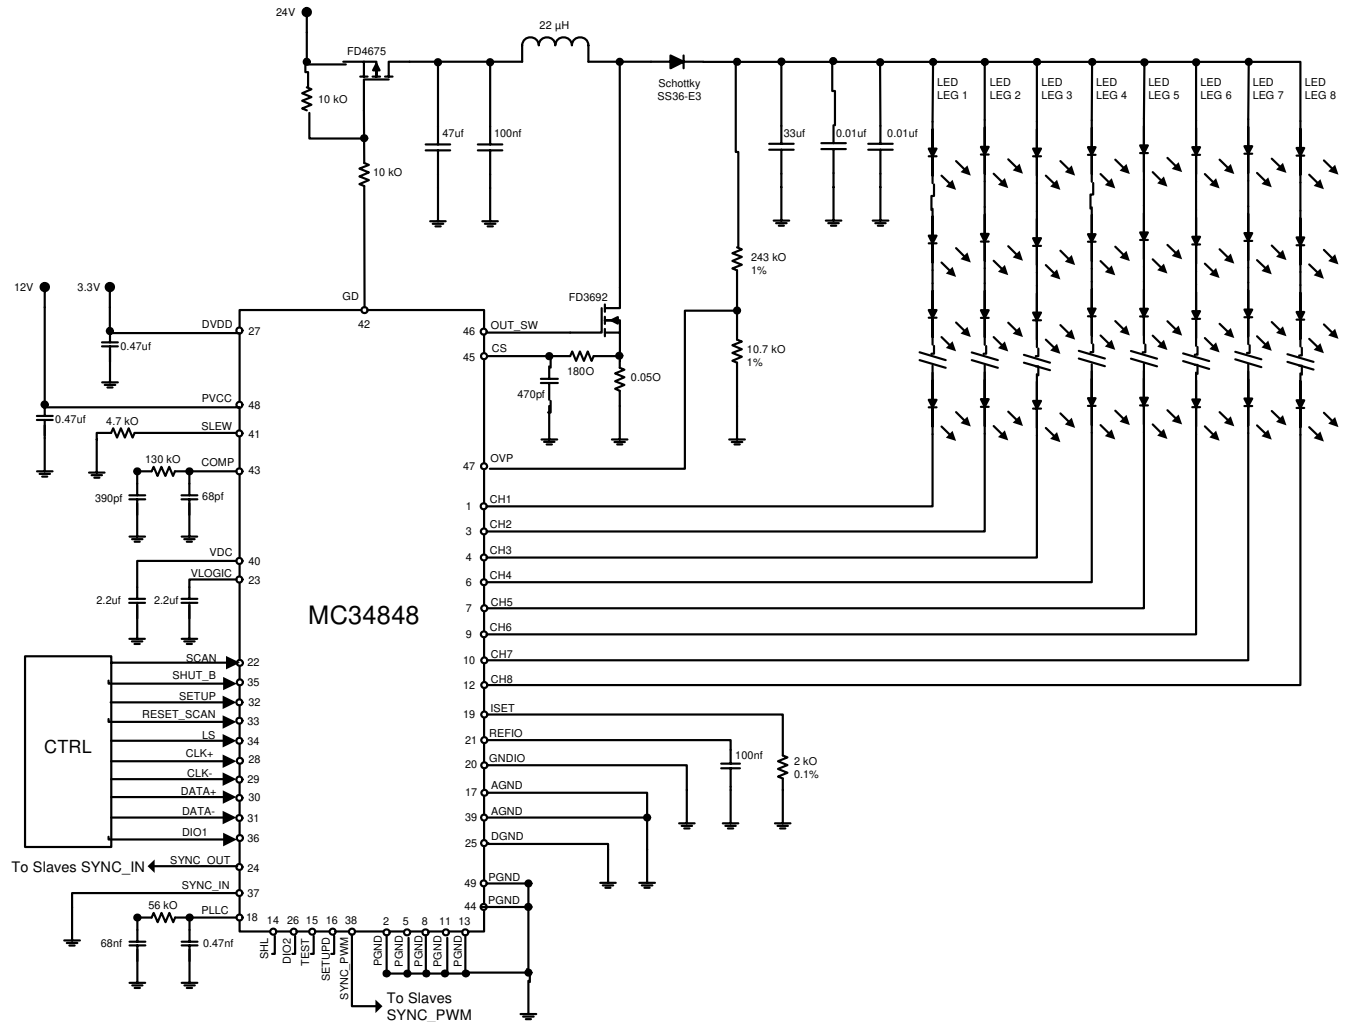 24V
FD4675
22 µH
10 kO
47uf
100nf
10 kO
Schottky
SS36-E3
33uf
0.01uf
0.01uf
LED
LEG 1
LED
LEG 2
LED
LEG 3
LED
LEG 4
LED
LEG 5
LED
LEG 6
LED
LEG 7
LED
LEG 8
243 kO
1%
10.7 kO
1%
FD3692
180O
0.05O
470pf
12V
3.3V
0.47uf
0.47uf
4.7 kO
130 kO
390pf
68pf
2.2uf
2.2uf
GD
42
DVDD
27
PVCC
48
SLEW
41
COMP
43
VDC
40
VLOGIC
23
MC34848
CTRL
SCAN
22
SHUT_B
35
SETUP
32
RESET_SCAN
33
LS
34
CLK+
28
CLK-
29
DATA+
30
DATA-
31
DIO1
36
To Slaves SYNC_IN
SYNC_OUT
24
SYNC_IN
37
56 kO
PLLC
18
68nf
0.47nf
46
OUT_SW
45
CS
47
OVP
1
CH1
3
CH2
4
CH3
6
CH4
7
CH5
9
CH6
10
CH7
12
CH8
19
ISET
21
REFIO
20
GNDIO
17
AGND
39
AGND
25
DGND
49
PGND
44
PGND
100nf
2 kO
0.1%
14
26
15
16
38
2
5
8
11
13
SHL
DIO2
TEST
SETUPD
SYNC_PWM
PGND
PGND
PGND
PGND
PGND
To Slaves
SYNC_PWM